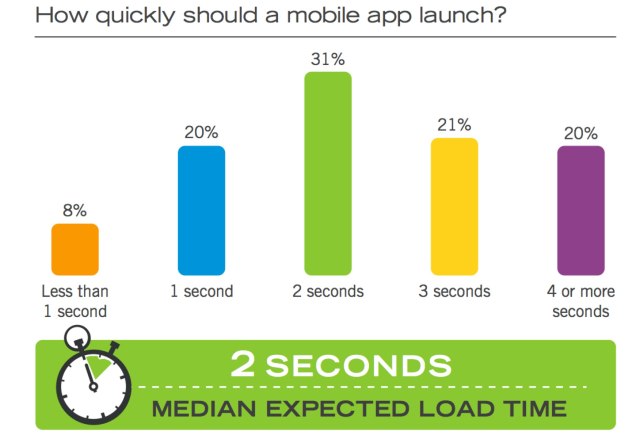 How quickly should a mobile app launch?
31%
20%
21%
20%
8%
Less than
1 second
1 second
2 seconds
3 seconds
4 or more
seconds
2 SECONDS
MEDIAN EXPECTED LOAD TIME